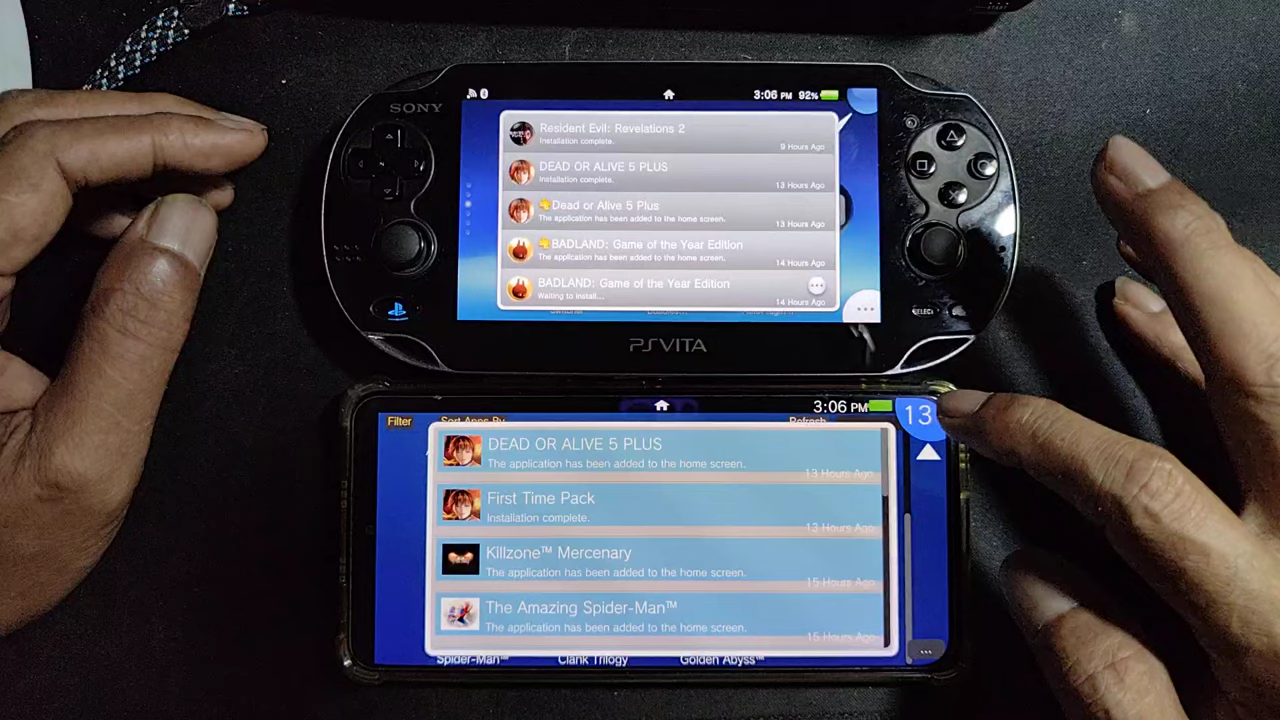 SONY
3:06 PM 92%
Resident Evil: Revelations 2
Installation complete.
9 Hours Ago
DEAD OR ALIVE 5 PLUS
Installation complete.
13 Hours Ago
Dead or Alive 5 Plus
The application has been added to the home screen.
13 Hours Ago
BADLAND: Game of the Year Edition
The application has been added to the home screen.
14 Hours Ago
BADLAND: Game of the Year Edition
Waiting to install...
14 Hours Ago
SELECT
PSVITA
3:06 PM
13
Filter
Sort Apps By
Refresh
DEAD OR ALIVE 5 PLUS
The application has been added to the home screen.
13 Hours Ago
First Time Pack
Installation complete.
13 Hours Ago
Killzone™ Mercenary
The application has been added to the home screen.
15 Hours Ago
The Amazing Spider-Man™
The application has been added to the home screen.
15 Hours Ago
Spider-Man™ Clank Trilogy Golden Abyss™